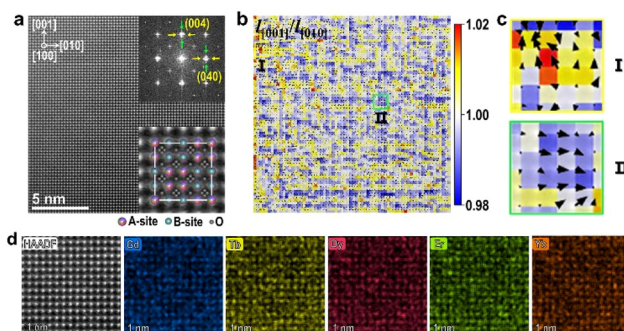 a
[001]
[010]
[100]
(004)
(040)
5 nm
A-site B-site O
b l[001]/l[010]
I
II
1.02
1.00
0.98
c
I
II
d
HAADF
Gd
Tb
Dy
Er
Yb
1 nm
1 nm
1 nm
1 nm
1 nm
1 nm